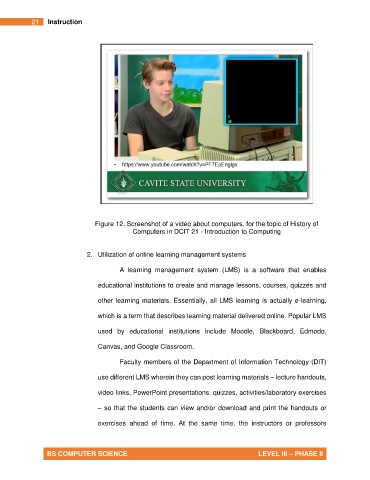 21 Instruction
• https://www.youtube.com/watch?v=PF7EpEnglgk
CAVITE STATE UNIVERSITY
Figure 12. Screenshot of a video about computers, for the topic of History of
Computers in DCIT 21 - Introduction to Computing
2. Utilization of online learning management systems
A learning management system (LMS) is a software that enables
educational institutions to create and manage lessons, courses, quizzes and
other learning materials. Essentially, all LMS learning is actually e-learning,
which is a term that describes learning material delivered online. Popular LMS
used by educational institutions include Moodle, Blackboard, Edmodo,
Canvas, and Google Classroom.
Faculty members of the Department of Information Technology (DIT)
use different LMS wherein they can post learning materials – lecture handouts,
video links, PowerPoint presentations, quizzes, activities/laboratory exercises
– so that the students can view and/or download and print the handouts or
exercises ahead of time. At the same time, the instructors or professors
BS COMPUTER SCIENCE LEVEL III – PHASE II